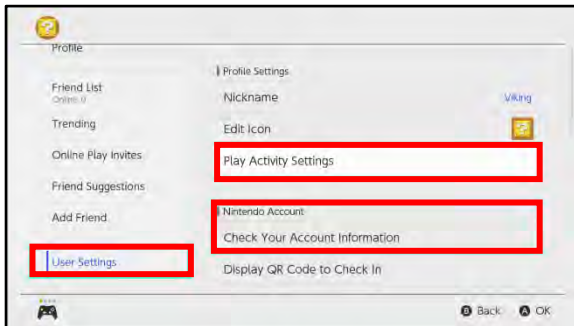 Profile
Friend List
Online: 0
Trending
Online Play Invites
Friend Suggestions
Add Friend
User Settings
Profile Settings
Nickname
Viking
Edit Icon
Play Activity Settings
Nintendo Account
Check Your Account Information
Display QR Code to Check In
B Back
A OK